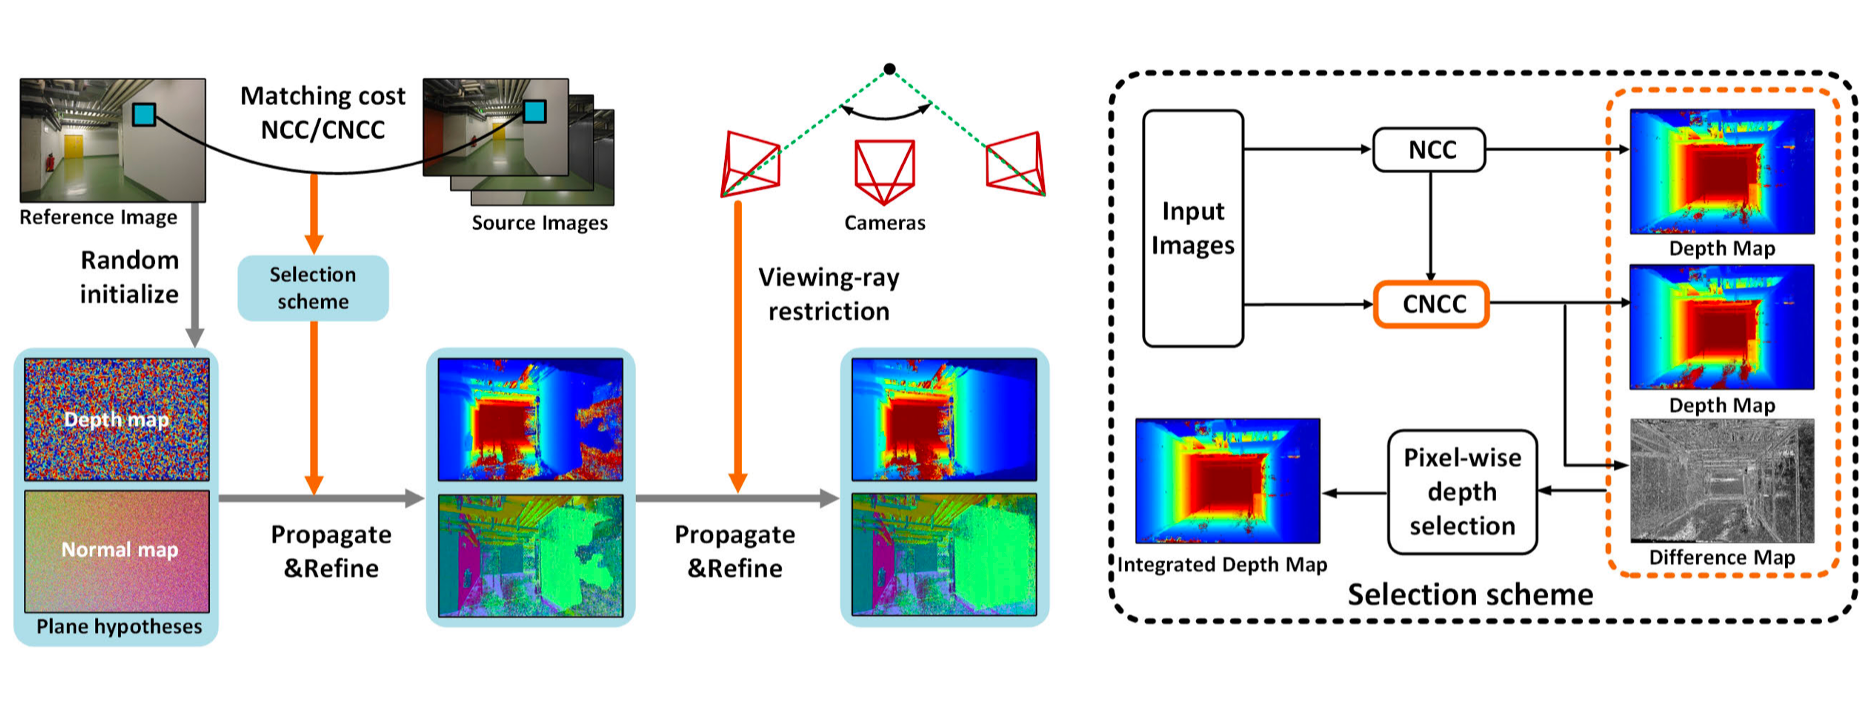 Matching cost
NCC/CNCC
Reference Image
Source Images
Cameras
Random
initialize
Selection
scheme
Viewing-ray
restriction
Depth map
Normal map
Plane hypotheses
Propagate
&Refine
Propagate
&Refine
Input
Images
NCC
CNCC
Depth Map
Depth Map
Pixel-wise
depth
selection
Integrated Depth Map
Difference Map
Selection scheme